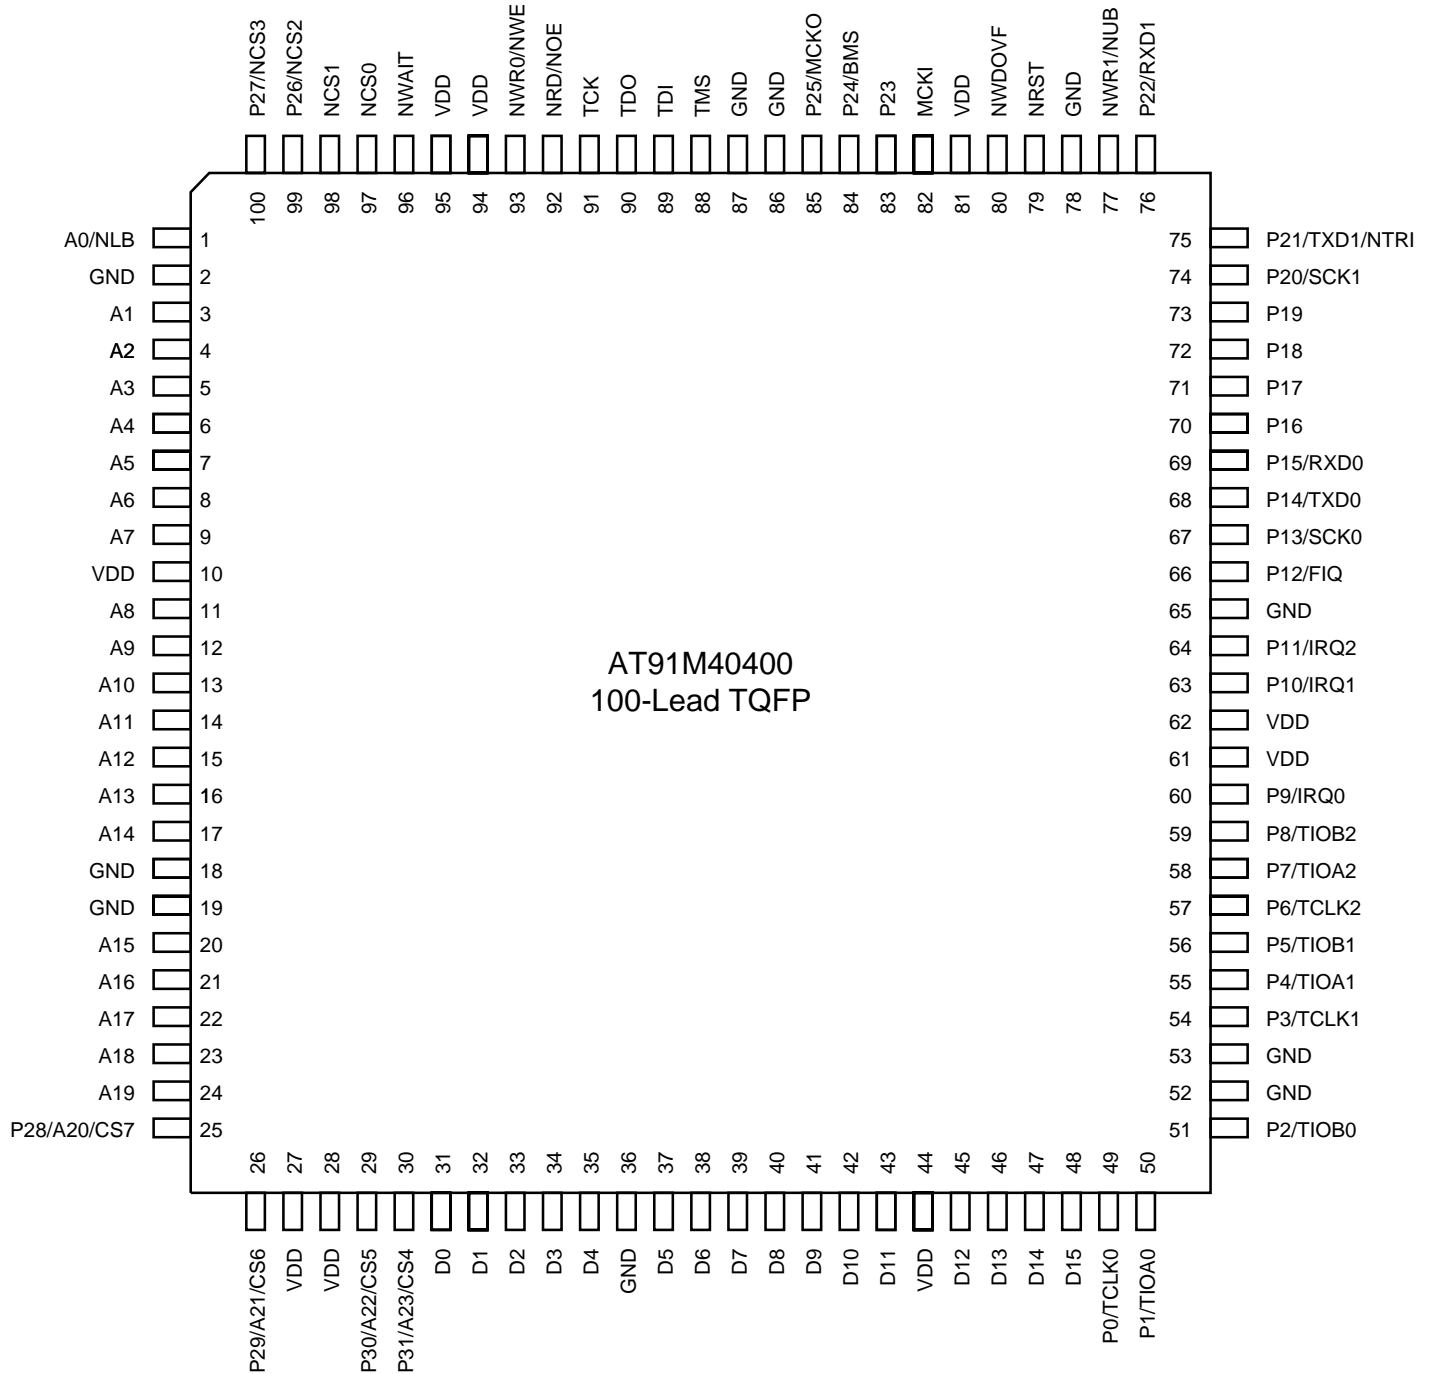 P27/NCS3
P26/NCS2
NCS1
NCS0
NWAIT
VDD
VDD
NWR0/NWE
NRD/NOE
TCK
TDO
TDI
TMS
GND
GND
P25/MCKO
P24/BMS
P23
MCKI
VDD
NWDOVF
NRST
GND
NWR1/NUB
P22/RXD1
100
99
98
97
96
95
94
93
92
91
90
89
88
87
86
85
84
83
82
81
80
79
78
77
76
A0/NLB 1
GND 2
A1 3
A2 4
A3 5
A4 6
A5 7
A6 8
A7 9
VDD 10
A8 11
A9 12
A10 13
A11 14
A12 15
A13 16
A14 17
GND 18
GND 19
A15 20
A16 21
A17 22
A18 23
A19 24
P28/A20/CS7 25
AT91M40400
100-Lead TQFP
75 P21/TXD1/NTRI
74 P20/SCK1
73 P19
72 P18
71 P17
70 P16
69 P15/RXD0
68 P14/TXD0
67 P13/SCK0
66 P12/FIQ
65 GND
64 P11/IRQ2
63 P10/IRQ1
62 VDD
61 VDD
60 P9/IRQ0
59 P8/TIOB2
58 P7/TIOA2
57 P6/TCLK2
56 P5/TIOB1
55 P4/TIOA1
54 P3/TCLK1
53 GND
52 GND
51 P2/TIOB0
26
27
28
29
30
31
32
33
34
35
36
37
38
39
40
41
42
43
44
45
46
47
48
49
50
P29/A21/CS6
VDD
VDD
P30/A22/CS5
P31/A23/CS4
D0
D1
D2
D3
D4
GND
D5
D6
D7
D8
D9
D10
D11
VDD
D12
D13
D14
D15
P0/TCLK0
P1/TIOA0